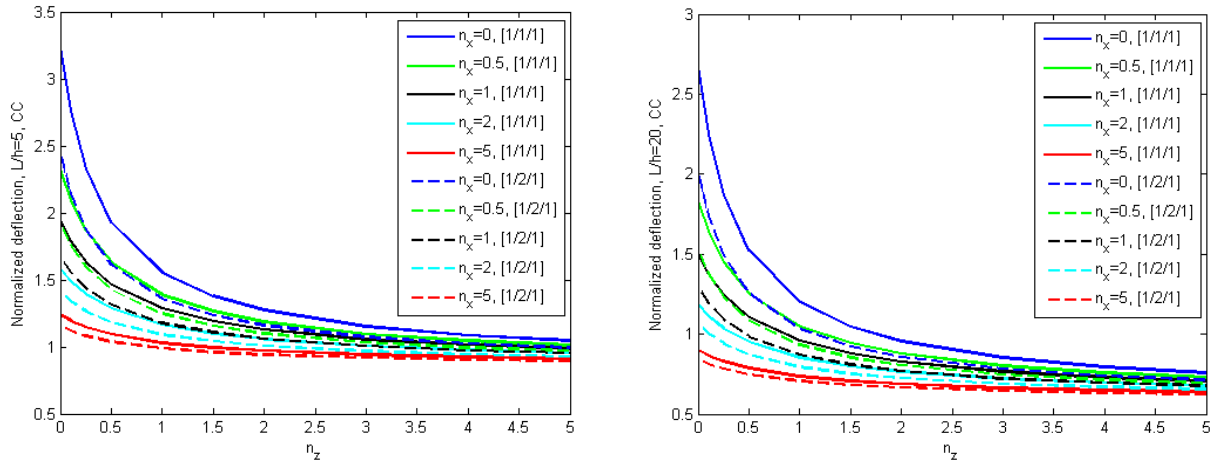 Normalized deflection, L/h=5, CC
3.5
3
2.5
2
1.5
1
0.5
0 0.5 1 1.5 2 2.5 3 3.5 4 4.5 5
n_z
n_x=0, [1/1/1]
n_x=0.5, [1/1/1]
n_x=1, [1/1/1]
n_x=2, [1/1/1]
n_x=5, [1/1/1]
n_x=0, [1/2/1]
n_x=0.5, [1/2/1]
n_x=1, [1/2/1]
n_x=2, [1/2/1]
n_x=5, [1/2/1]
Normalized deflection, L/h=20, CC
3
2.5
2
1.5
1
0.5
0 0.5 1 1.5 2 2.5 3 3.5 4 4.5 5
n_z
n_x=0, [1/1/1]
n_x=0.5, [1/1/1]
n_x=1, [1/1/1]
n_x=2, [1/1/1]
n_x=5, [1/1/1]
n_x=0, [1/2/1]
n_x=0.5, [1/2/1]
n_x=1, [1/2/1]
n_x=2, [1/2/1]
n_x=5, [1/2/1]